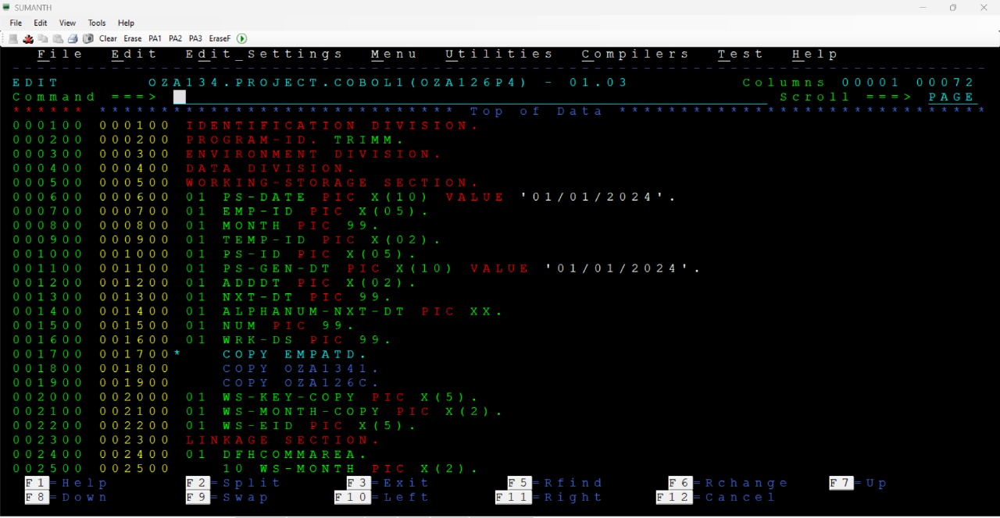 SUMANTH
File Edit View Tools Help
Clear Erase PA1 PA2 PA3 EraseF
File Edit Edit_Settings Menu Utilities Compilers Test Help
EDIT OZA134.PROJECT.COBOL1(OZA126P4) - 01.03 Columns 00001 00072
Command ===> Scroll ===> PAGE
****** ***************************** Top of Data ******************************
000100 000100 IDENTIFICATION DIVISION.
000200 000200 PROGRAM-ID. TRIMM.
000300 000300 ENVIRONMENT DIVISION.
000400 000400 DATA DIVISION.
000500 000500 WORKING-STORAGE SECTION.
000600 000600 01 PS-DATE PIC X(10) VALUE '01/01/2024'.
000700 000700 01 EMP-ID PIC X(05).
000800 000800 01 MONTH PIC 99.
000900 000900 01 TEMP-ID PIC X(02).
001000 001000 01 PS-ID PIC X(05).
001100 001100 01 PS-GEN-DT PIC X(10) VALUE '01/01/2024'.
001200 001200 01 ADDDT PIC X(02).
001300 001300 01 NXT-DT PIC 99.
001400 001400 01 ALPHANUM-NXT-DT PIC XX.
001500 001500 01 NUM PIC 99.
001600 001600 01 WRK-DS PIC 99.
001700 001700* COPY EMPATD.
001800 001800 COPY OZA1341.
001900 001900 COPY OZA126C.
002000 002000 01 WS-KEY-COPY PIC X(5).
002100 002100 01 WS-MONTH-COPY PIC X(2).
002200 002200 01 WS-EID PIC X(5).
002300 002300 LINKAGE SECTION.
002400 002400 01 DFHCOMMAREA.
002500 002500 10 WS-MONTH PIC X(2).
F1=Help F2=Split F3=Exit F5=Rfind F6=Rchange F7=Up
F8=Down F9=Swap F10=Left F11=Right F12=Cancel